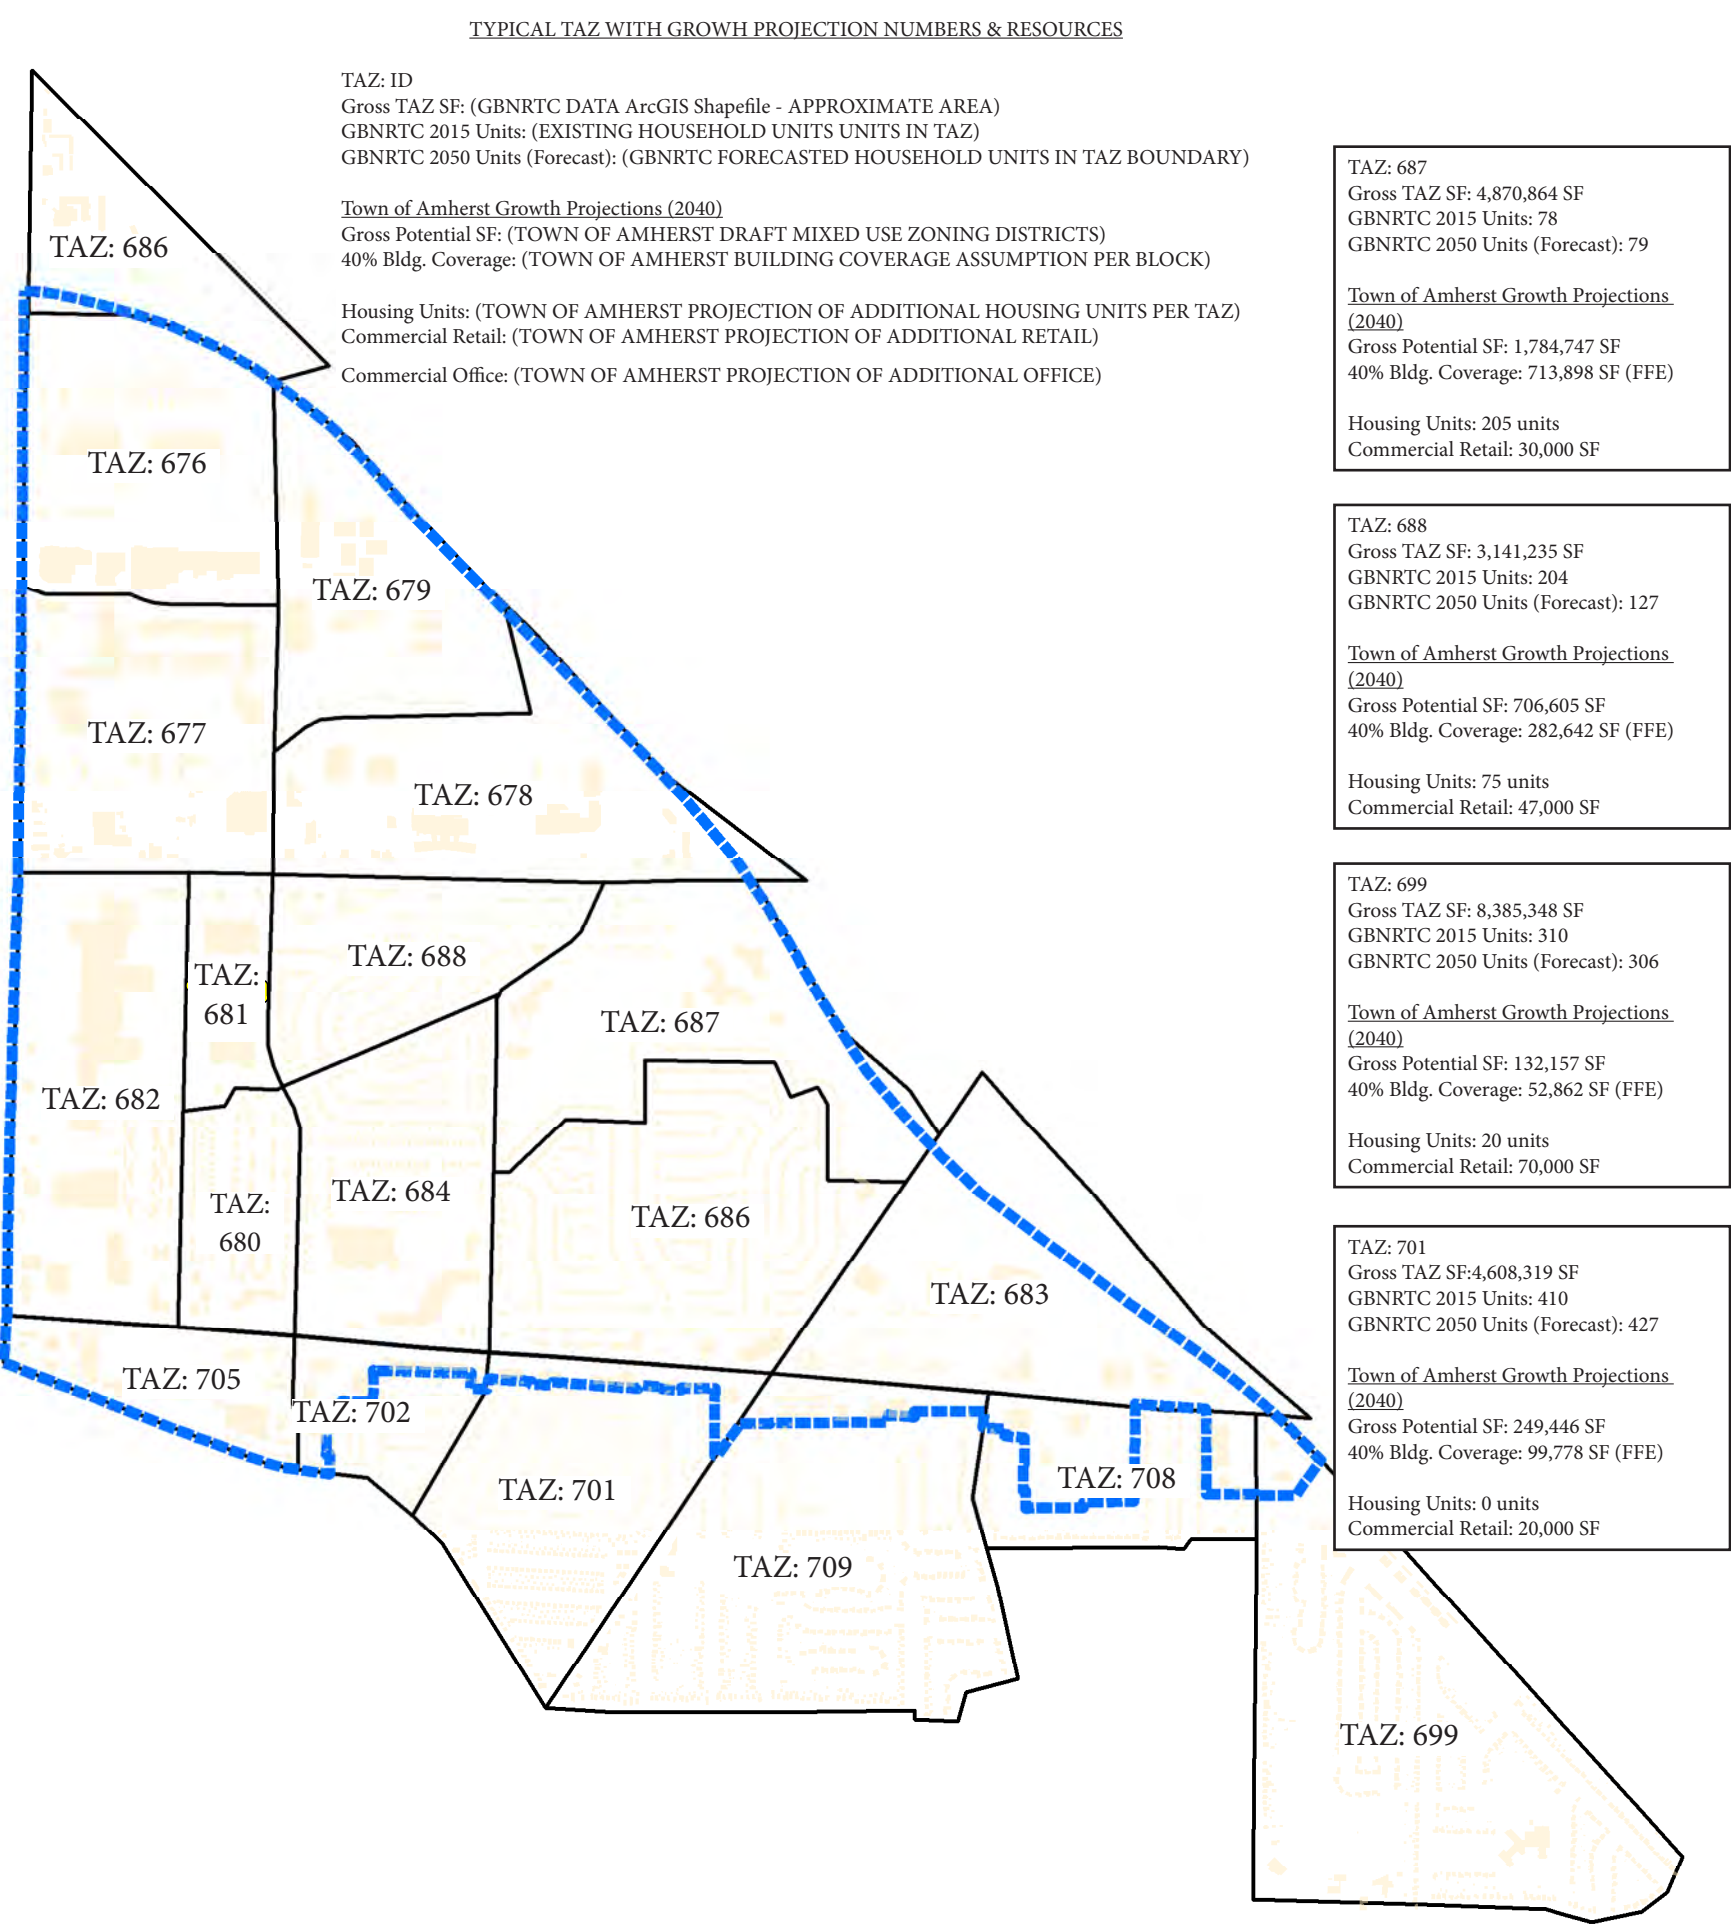 TYPICAL TAZ WITH GROWH PROJECTION NUMBERS & RESOURCES
TAZ: ID
Gross TAZ SF: (GBNRTC DATA ArcGIS Shapefile - APPROXIMATE AREA)
GBNRTC 2015 Units: (EXISTING HOUSEHOLD UNITS UNITS IN TAZ)
GBNRTC 2050 Units (Forecast): (GBNRTC FORECASTED HOUSEHOLD UNITS IN TAZ BOUNDARY)
Town of Amherst Growth Projections (2040)
Gross Potential SF: (TOWN OF AMHERST DRAFT MIXED USE ZONING DISTRICTS)
40% Bldg. Coverage: (TOWN OF AMHERST BUILDING COVERAGE ASSUMPTION PER BLOCK)
Housing Units: (TOWN OF AMHERST PROJECTION OF ADDITIONAL HOUSING UNITS PER TAZ)
Commercial Retail: (TOWN OF AMHERST PROJECTION OF ADDITIONAL RETAIL)
Commercial Office: (TOWN OF AMHERST PROJECTION OF ADDITIONAL OFFICE)
TAZ: 687
Gross TAZ SF: 4,870,864 SF
GBNRTC 2015 Units: 78
GBNRTC 2050 Units (Forecast): 79
Town of Amherst Growth Projections
(2040)
Gross Potential SF: 1,784,747 SF
40% Bldg. Coverage: 713,898 SF (FFE)
Housing Units: 205 units
Commercial Retail: 30,000 SF
TAZ: 688
Gross TAZ SF: 3,141,235 SF
GBNRTC 2015 Units: 204
GBNRTC 2050 Units (Forecast): 127
Town of Amherst Growth Projections
(2040)
Gross Potential SF: 706,605 SF
40% Bldg. Coverage: 282,642 SF (FFE)
Housing Units: 75 units
Commercial Retail: 47,000 SF
TAZ: 699
Gross TAZ SF: 8,385,348 SF
GBNRTC 2015 Units: 310
GBNRTC 2050 Units (Forecast): 306
Town of Amherst Growth Projections
(2040)
Gross Potential SF: 132,157 SF
40% Bldg. Coverage: 52,862 SF (FFE)
Housing Units: 20 units
Commercial Retail: 70,000 SF
TAZ: 701
Gross TAZ SF:4,608,319 SF
GBNRTC 2015 Units: 410
GBNRTC 2050 Units (Forecast): 427
Town of Amherst Growth Projections
(2040)
Gross Potential SF: 249,446 SF
40% Bldg. Coverage: 99,778 SF (FFE)
Housing Units: 0 units
Commercial Retail: 20,000 SF
TAZ: 686
TAZ: 676
TAZ: 679
TAZ: 677
TAZ: 678
TAZ: 688
TAZ:
681
TAZ: 687
TAZ: 682
TAZ: 684
TAZ:
680
TAZ: 686
TAZ: 683
TAZ: 705
TAZ: 702
TAZ: 701
TAZ: 708
TAZ: 709
TAZ: 699